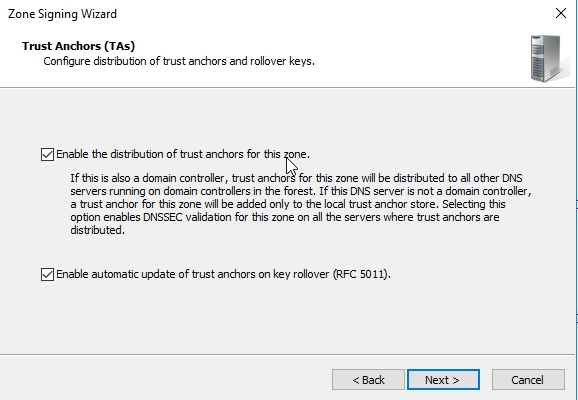 Zone Signing Wizard
Trust Anchors (TAs)
Configure distribution of trust anchors and rollover keys.
Enable the distribution of trust anchors for this zone.
If this is also a domain controller, trust anchors for this zone will be distributed to all other DNS
servers running on domain controllers in the forest. If this DNS server is not a domain controller,
a trust anchor for this zone will be added only to the local trust anchor store. Selecting this
option enables DNSSEC validation for this zone on all the servers where trust anchors are
distributed.
Enable automatic update of trust anchors on key rollover (RFC 5011).
< Back
Next >
Cancel